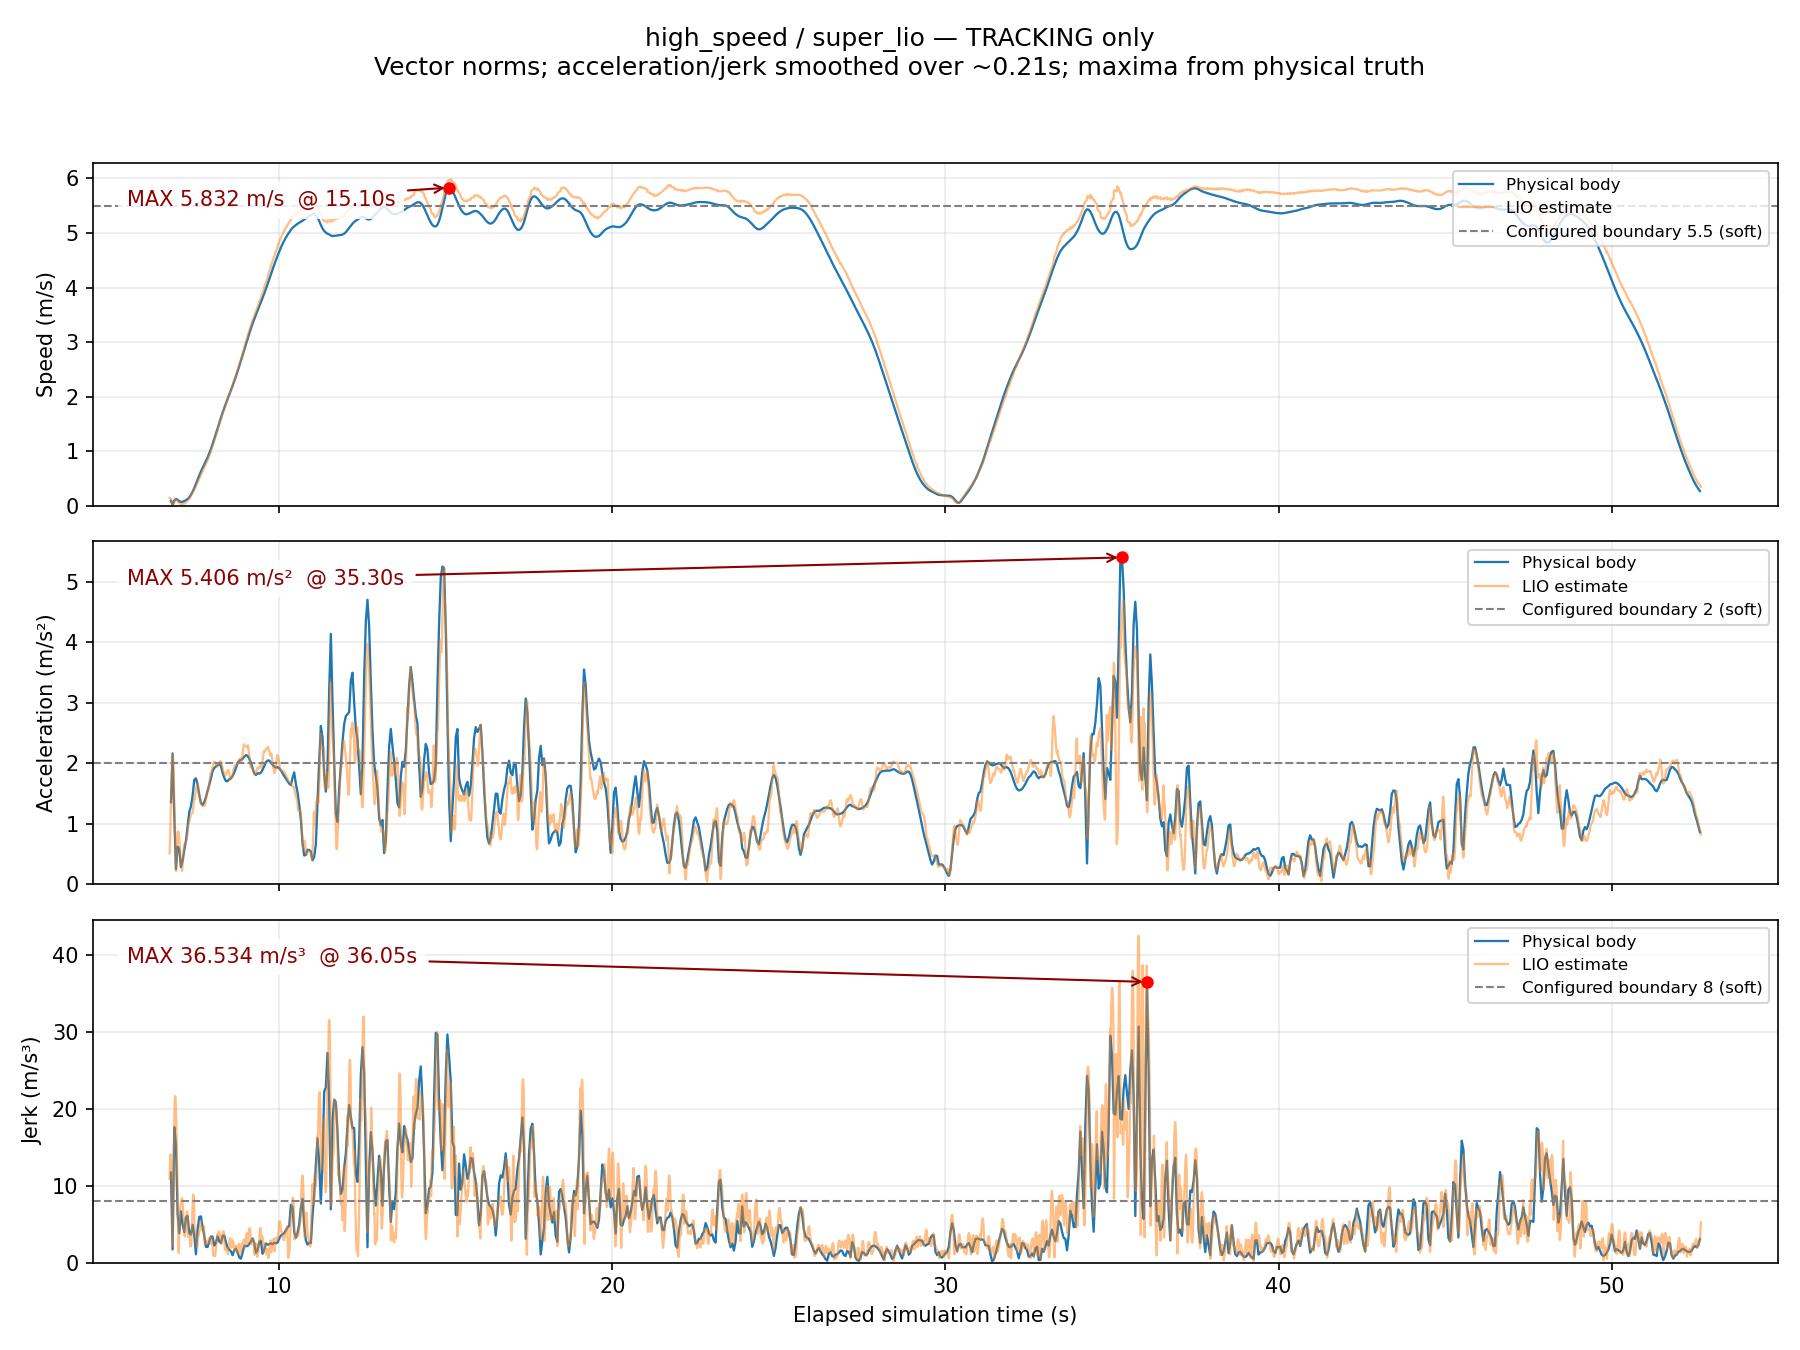 high_speed / super_lio — TRACKING only
Vector norms; acceleration/jerk smoothed over ~0.21s; maxima from physical truth
Speed (m/s)
6
5
4
3
2
1
0
MAX 5.832 m/s  @ 15.10s
Physical body
LIO estimate
Configured boundary 5.5 (soft)
Acceleration (m/s²)
5
4
3
2
1
0
MAX 5.406 m/s²  @ 35.30s
Physical body
LIO estimate
Configured boundary 2 (soft)
Jerk (m/s³)
40
30
20
10
0
MAX 36.534 m/s³  @ 36.05s
Physical body
LIO estimate
Configured boundary 8 (soft)
10
20
30
40
50
Elapsed simulation time (s)